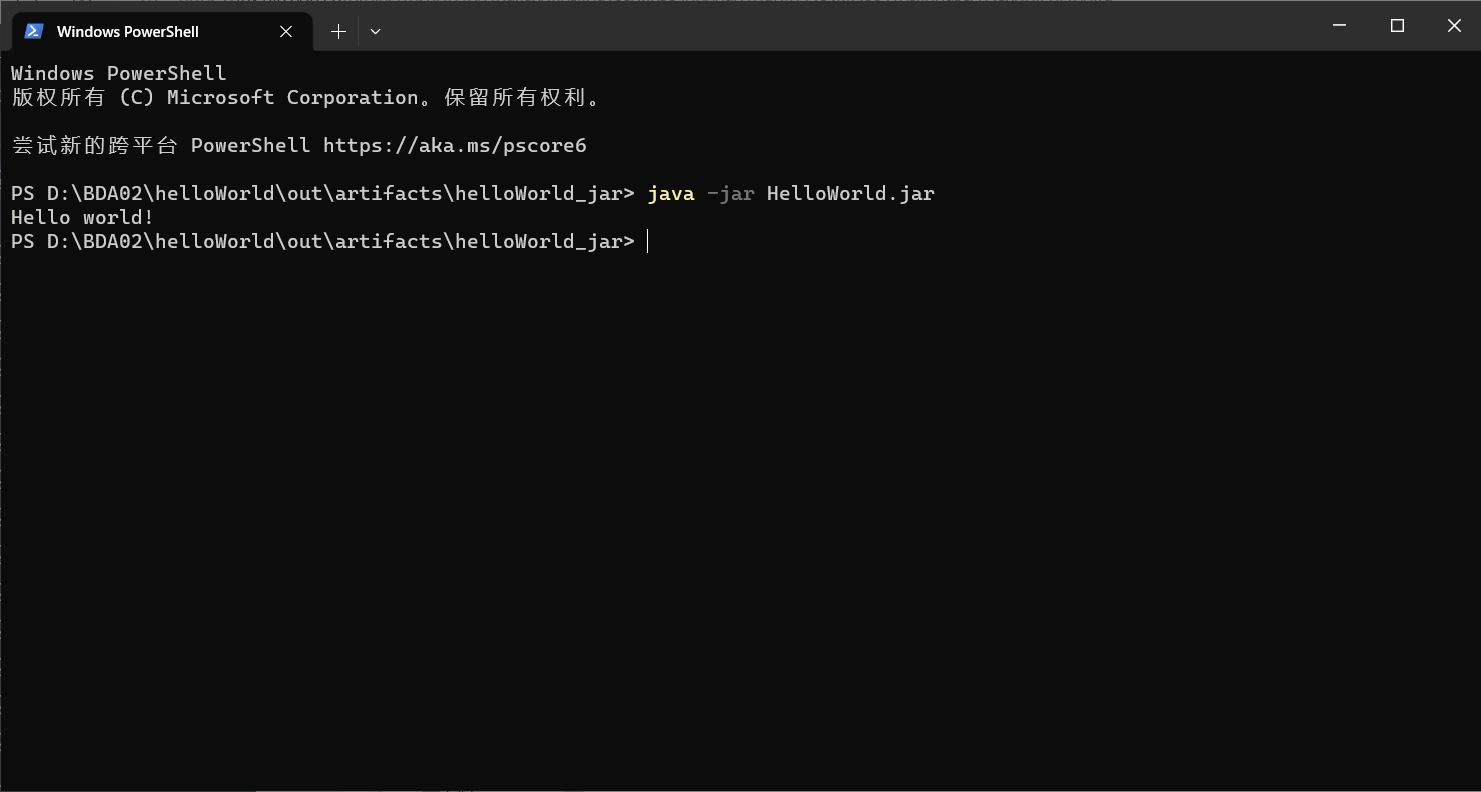 Windows PowerShell
Windows PowerShell
版权所有 (C) Microsoft Corporation。保留所有权利。
尝试新的跨平台 PowerShell https://aka.ms/pscore6
PS D:\BDA02\helloWorld\out\artifacts\helloWorld_jar> java -jar HelloWorld.jar
Hello world!
PS D:\BDA02\helloWorld\out\artifacts\helloWorld_jar>